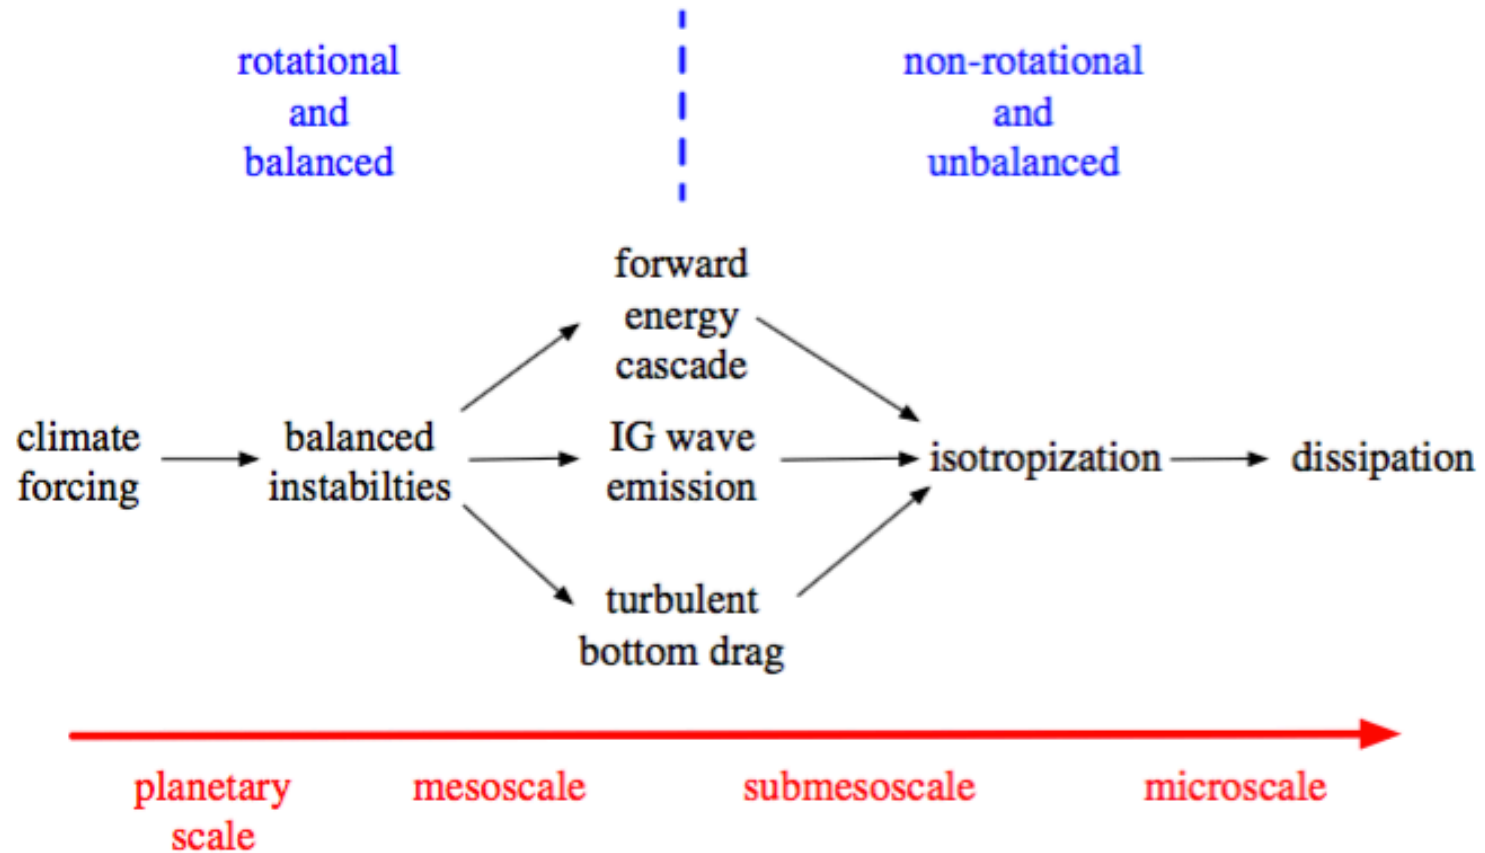 rotational
and
balanced
non-rotational
and
unbalanced
forward
energy
cascade
climate
forcing
balanced
instabilties
IG wave
emission
isotropization
dissipation
turbulent
bottom drag
planetary
scale
mesoscale
submesoscale
microscale